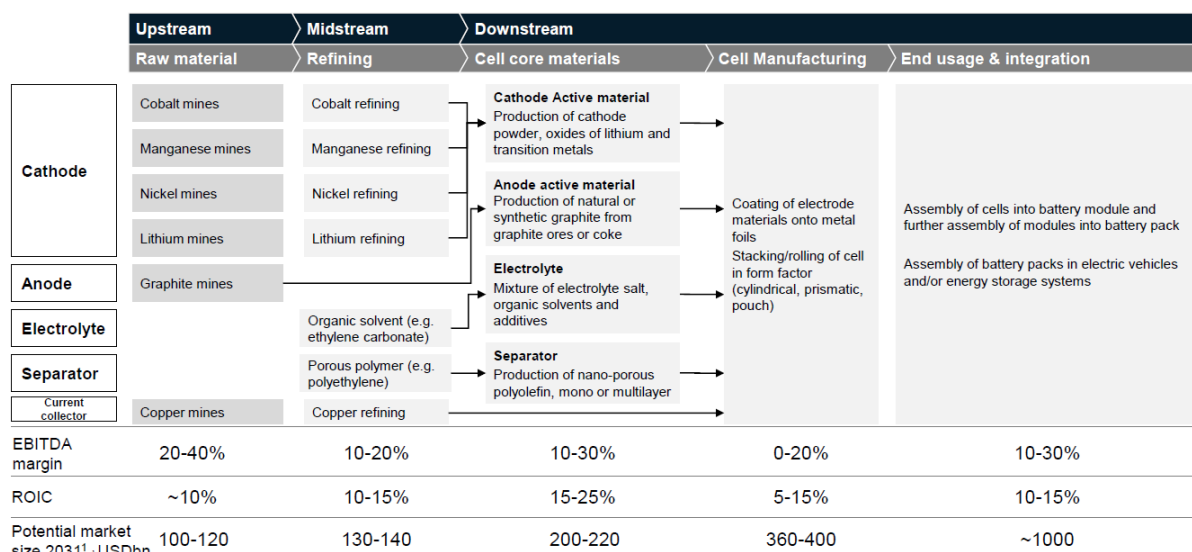 Upstream
Midstream
Downstream
Raw material
Refining
Cell core materials
Cell Manufacturing
End usage & integration
Cathode
Cobalt mines
Cobalt refining
Manganese mines
Manganese refining
Nickel mines
Nickel refining
Lithium mines
Lithium refining
Cathode Active material
Production of cathode
powder, oxides of lithium and
transition metals
Anode active material
Production of natural or
synthetic graphite from
graphite ores or coke
Coating of electrode
materials onto metal
foils
Stacking/rolling of cell
in form factor
(cylindrical, prismatic,
pouch)
Assembly of cells into battery module and
further assembly of modules into battery pack
Assembly of battery packs in electric vehicles
and/or energy storage systems
Anode
Graphite mines
Electrolyte
Mixture of electrolyte salt,
organic solvents and
additives
Electrolyte
Organic solvent (e.g.
ethylene carbonate)
Separator
Porous polymer (e.g.
polyethylene)
Separator
Production of nano-porous
polyolefin, mono or multilayer
Current
collector
Copper mines
Copper refining
EBITDA
margin
20-40%
10-20%
10-30%
0-20%
10-30%
ROIC
~10%
10-15%
15-25%
5-15%
10-15%
Potential market
size 2031¹, USDbn
100-120
130-140
200-220
360-400
~1000